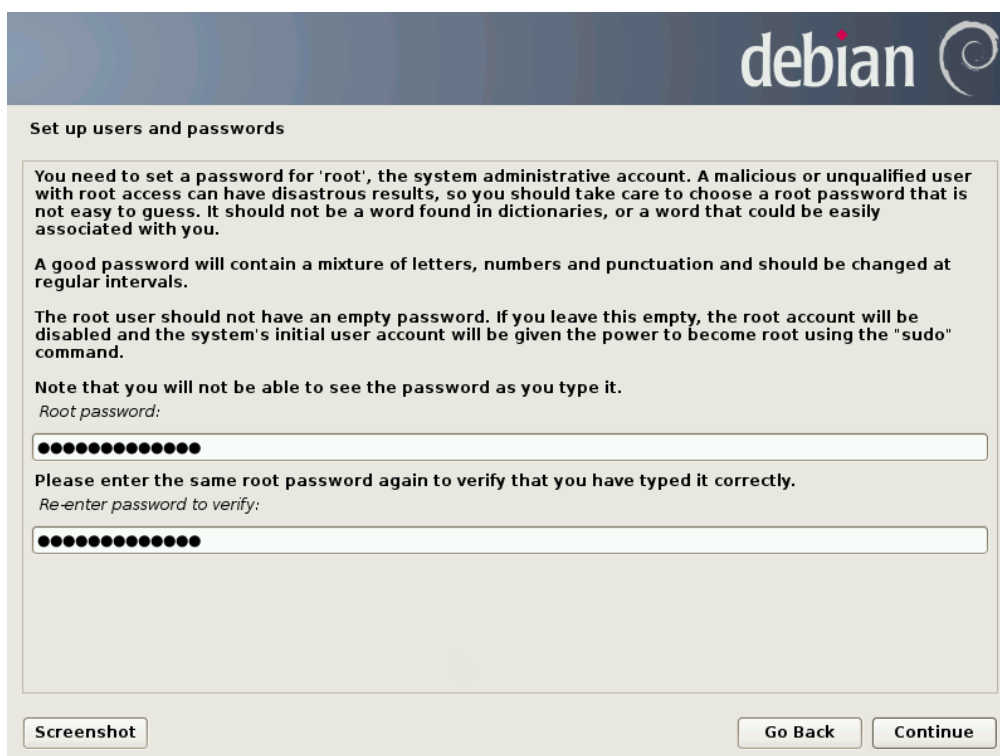 debian
Set up users and passwords
You need to set a password for 'root', the system administrative account. A malicious or unqualified user
with root access can have disastrous results, so you should take care to choose a root password that is
not easy to guess. It should not be a word found in dictionaries, or a word that could be easily
associated with you.
A good password will contain a mixture of letters, numbers and punctuation and should be changed at
regular intervals.
The root user should not have an empty password. If you leave this empty, the root account will be
disabled and the system's initial user account will be given the power to become root using the "sudo"
command.
Note that you will not be able to see the password as you type it.
Root password:
●●●●●●●●●●●●●
Please enter the same root password again to verify that you have typed it correctly.
Re-enter password to verify:
●●●●●●●●●●●●●
Screenshot
Go Back
Continue